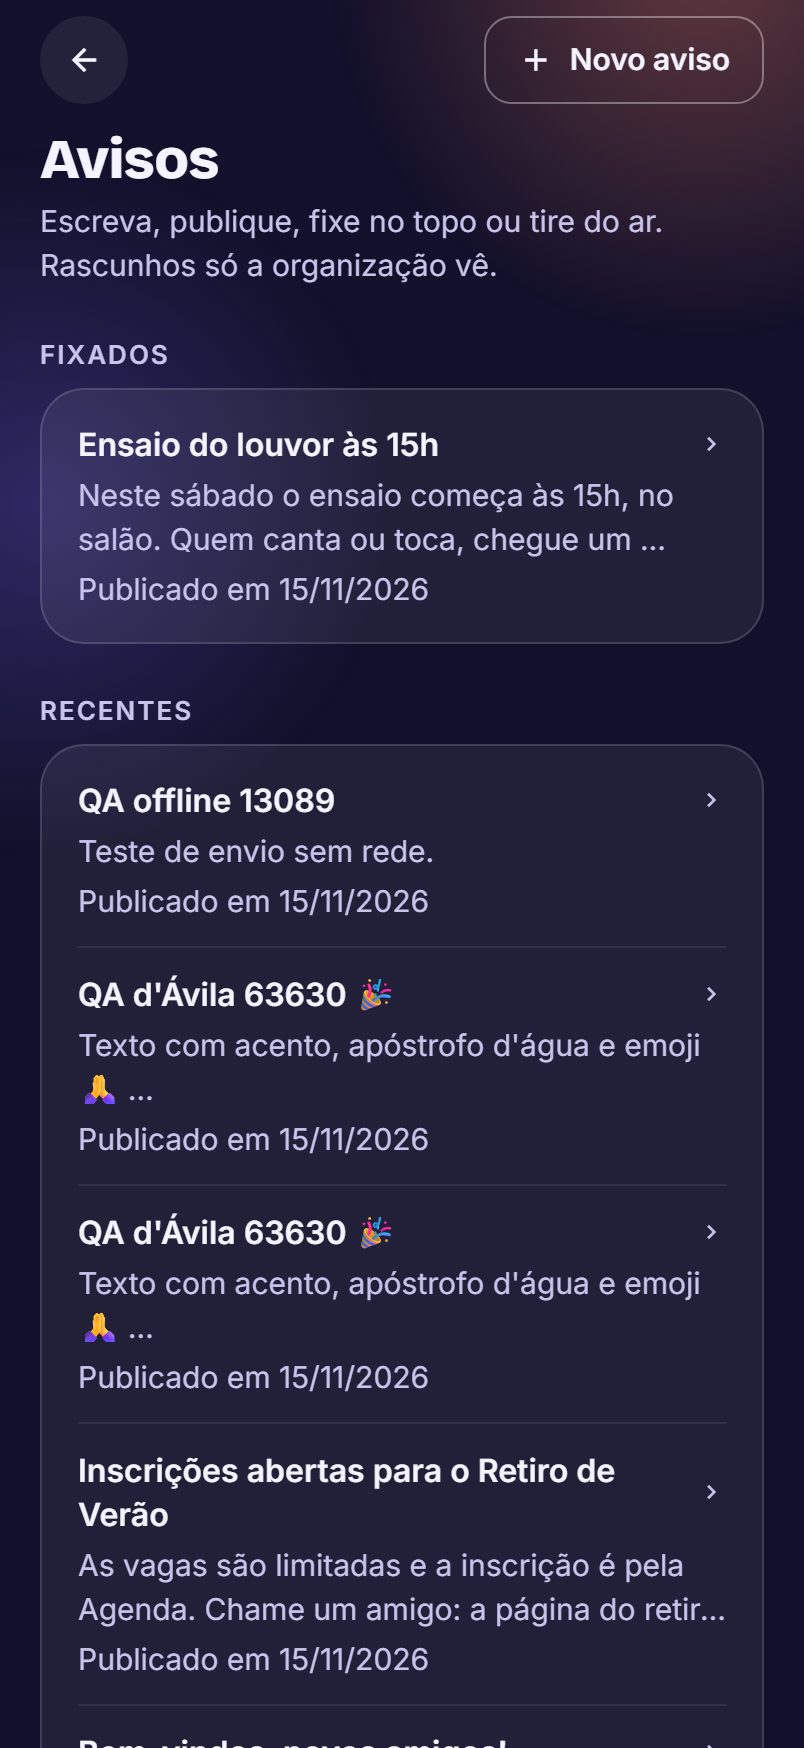 Novo aviso
Avisos
Escreva, publique, fixe no topo ou tire do ar.
Rascunhos só a organização vê.
FIXADOS
Ensaio do louvor às 15h
Neste sábado o ensaio começa às 15h, no
salão. Quem canta ou toca, chegue um ...
Publicado em 15/11/2026
RECENTES
QA offline 13089
Teste de envio sem rede.
Publicado em 15/11/2026
QA d'Ávila 63630 🎉
Texto com acento, apóstrofo d'água e emoji
🙏 ...
Publicado em 15/11/2026
QA d'Ávila 63630 🎉
Texto com acento, apóstrofo d'água e emoji
🙏 ...
Publicado em 15/11/2026
Inscrições abertas para o Retiro de
Verão
As vagas são limitadas e a inscrição é pela
Agenda. Chame um amigo: a página do retir...
Publicado em 15/11/2026